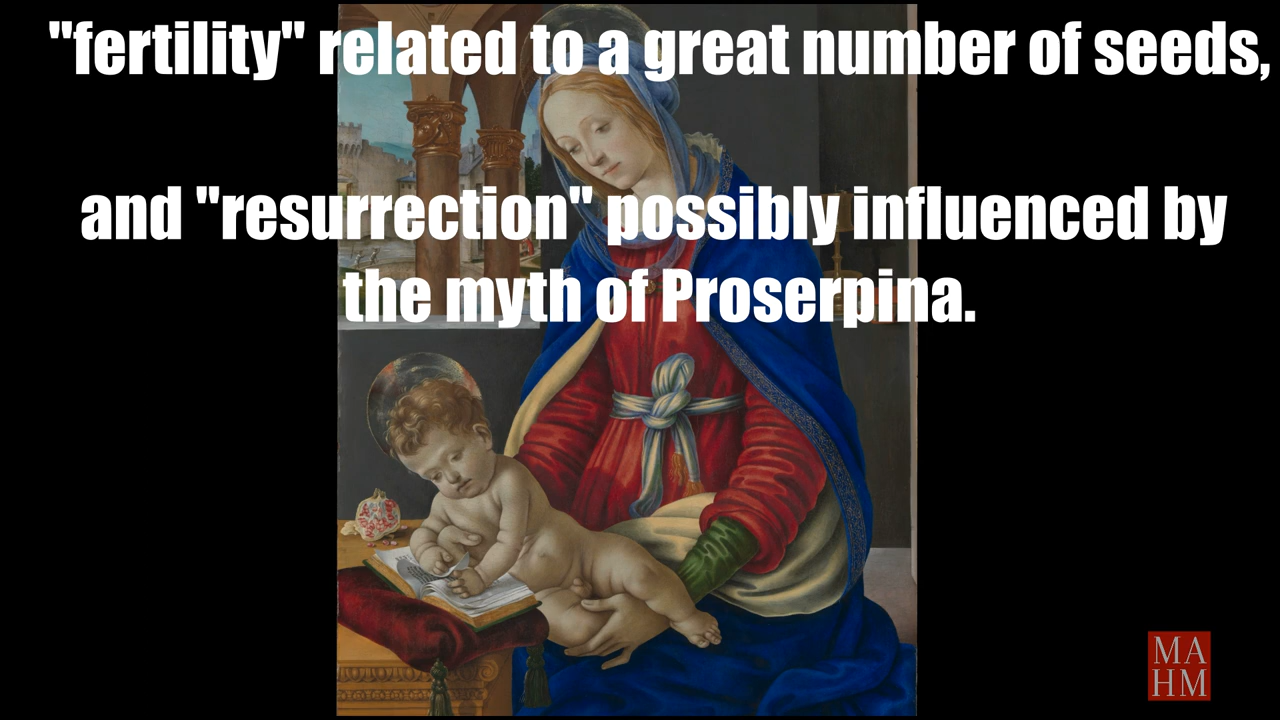 "fertility" related to a great number of seeds,
and "resurrection" possibly influenced by
the myth of Proserpina.
MA
HM